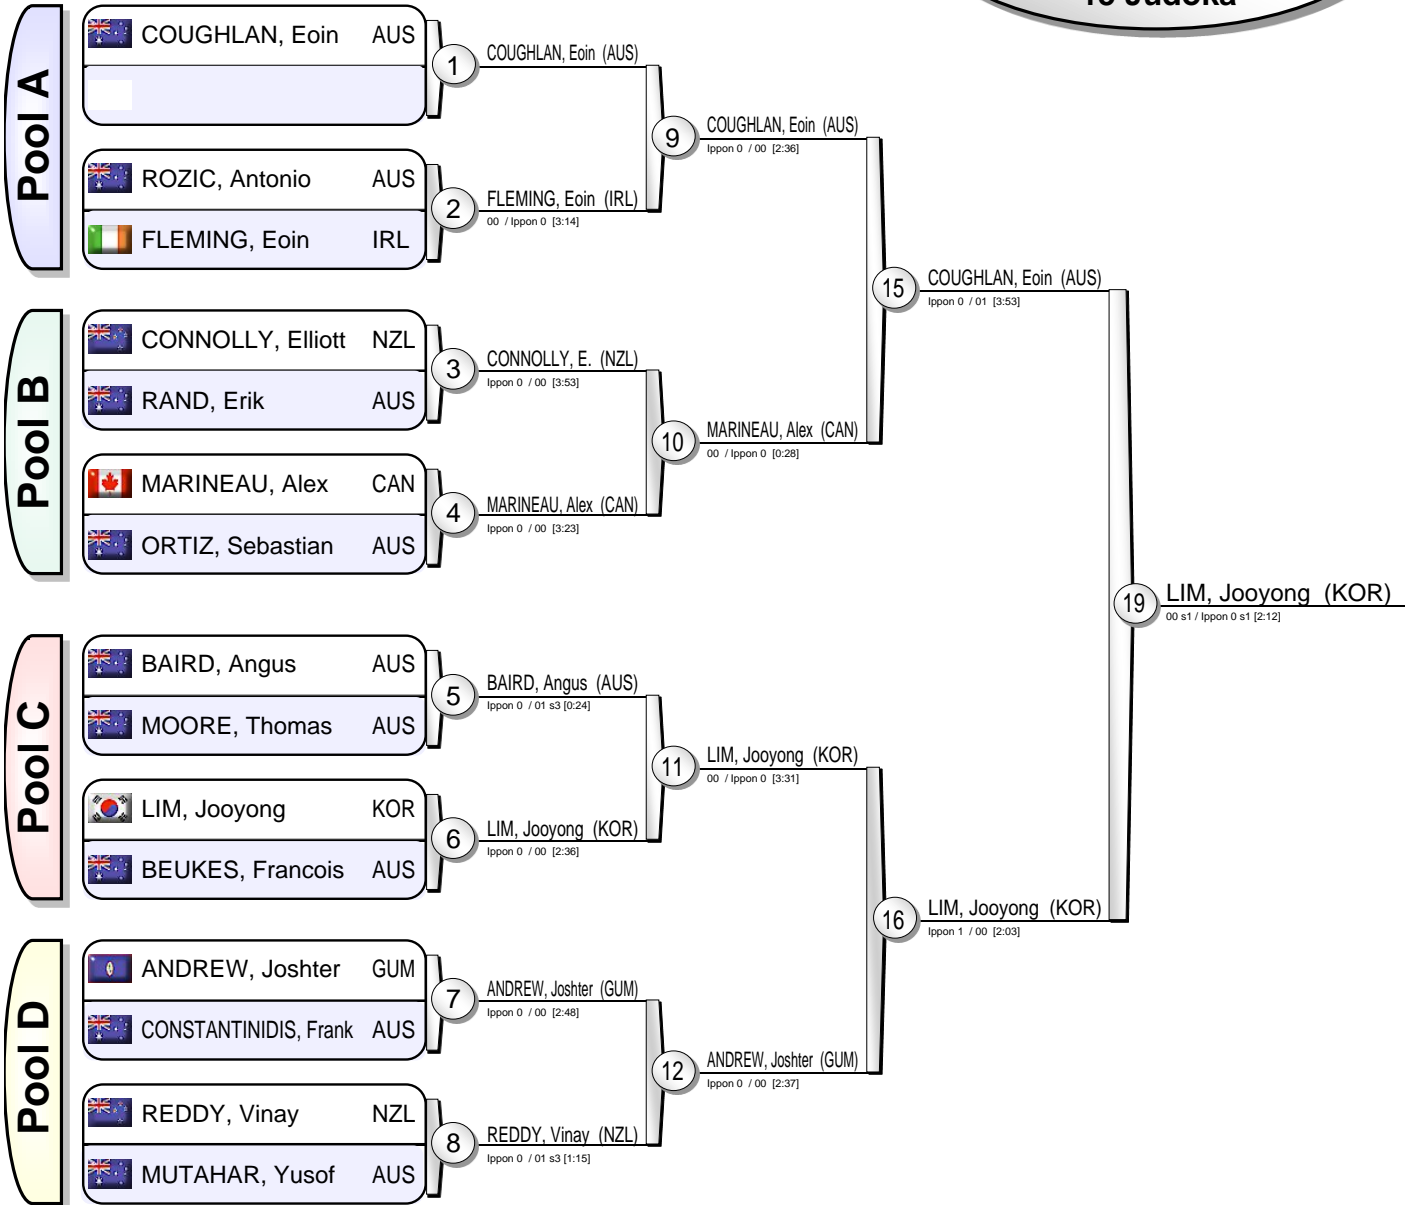 15 Judoka
Pool A
COUGHLAN, Eoin AUS
1
COUGHLAN, Eoin (AUS)
ROZIC, Antonio AUS
FLEMING, Eoin IRL
2
FLEMING, Eoin (IRL)
00 / Ippon 0 [3:14]
9
COUGHLAN, Eoin (AUS)
Ippon 0 / 00 [2:36]
Pool B
CONNOLLY, Elliott NZL
RAND, Erik AUS
3
CONNOLLY, E. (NZL)
Ippon 0 / 00 [3:53]
MARINEAU, Alex CAN
ORTIZ, Sebastian AUS
4
MARINEAU, Alex (CAN)
Ippon 0 / 00 [3:23]
10
MARINEAU, Alex (CAN)
00 / Ippon 0 [0:28]
15
COUGHLAN, Eoin (AUS)
Ippon 0 / 01 [3:53]
Pool C
BAIRD, Angus AUS
MOORE, Thomas AUS
5
BAIRD, Angus (AUS)
Ippon 0 / 01 s3 [0:24]
LIM, Jooyong KOR
BEUKES, Francois AUS
6
LIM, Jooyong (KOR)
Ippon 0 / 00 [2:36]
11
LIM, Jooyong (KOR)
00 / Ippon 0 [3:31]
Pool D
ANDREW, Joshter GUM
CONSTANTINIDIS, Frank AUS
7
ANDREW, Joshter (GUM)
Ippon 0 / 00 [2:48]
REDDY, Vinay NZL
MUTAHAR, Yusof AUS
8
REDDY, Vinay (NZL)
Ippon 0 / 01 s3 [1:15]
12
ANDREW, Joshter (GUM)
Ippon 0 / 00 [2:37]
16
LIM, Jooyong (KOR)
Ippon 1 / 00 [2:03]
19
LIM, Jooyong (KOR)
00 s1 / Ippon 0 s1 [2:12]